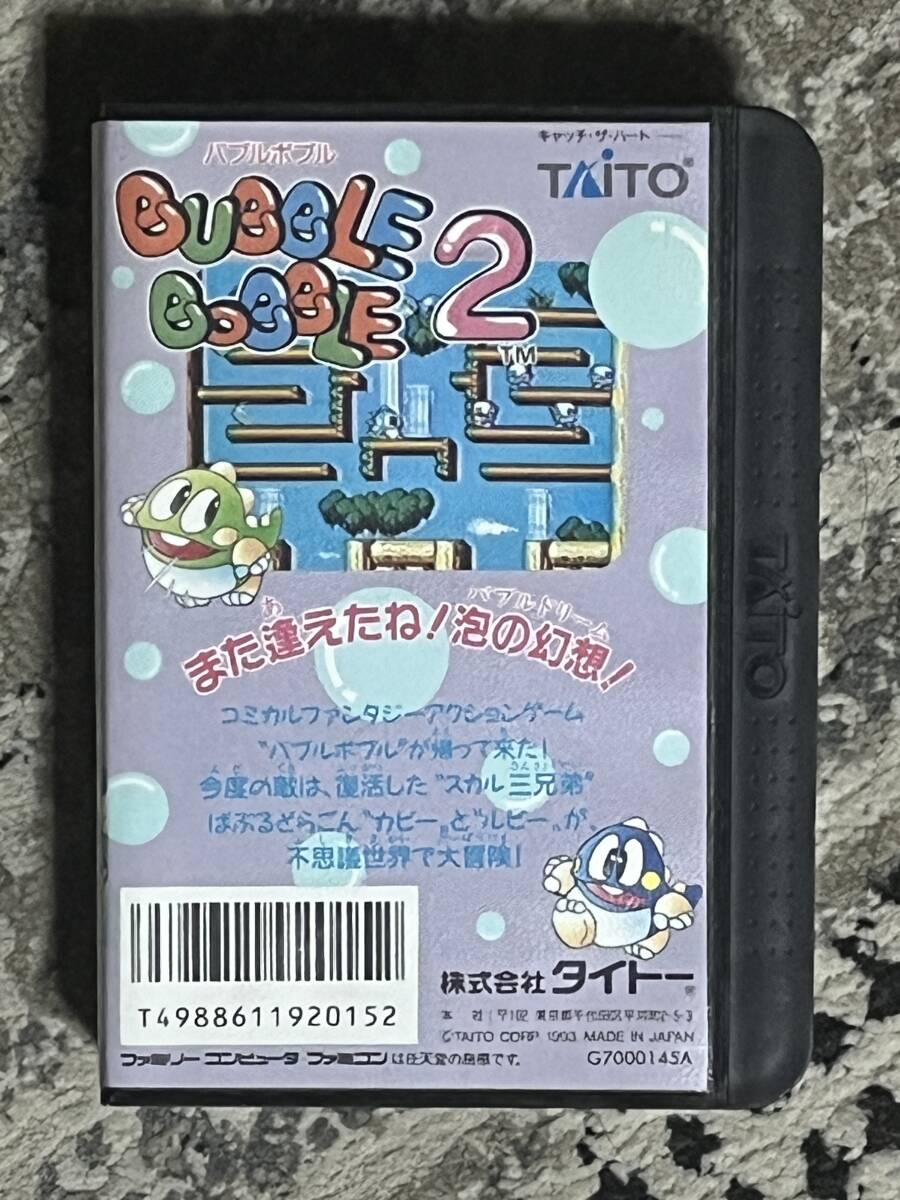 キャッチ・ザ・ハート
TAITO
バブルボブル
BUBBLE
BOBBLE 2
TM
TAITO
あ
バブルドリーム
また逢えたね!泡の幻想!
コミカルファンタジーアクションゲーム
"バブルボブル"が帰って来た!
今度の敵は、復活した"スカル三兄弟"
ばぶるどらごん
不思議世界で大冒険!
T4988611920152
株式会社 タイトー
©TAITO CORP. 1993 MADE IN JAPAN
ファミリーコンピュータ ファミコンは任天堂の商標です。
G7000145A